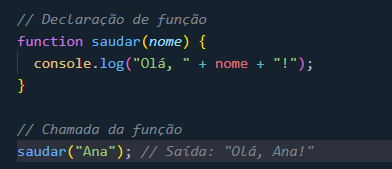 // Declaração de função
function saudar(nome) {
  console.log("Olá, " + nome + "!");
}
// Chamada da função
saudar("Ana"); // Saída: "Olá, Ana!"